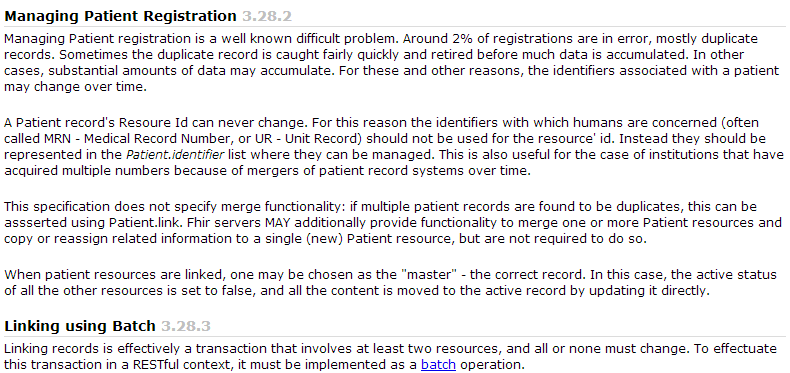 Managing Patient Registration 3.28.2
Managing Patient registration is a well known difficult problem. Around 2% of registrations are in error, mostly duplicate
records. Sometimes the duplicate record is caught fairly quickly and retired before much data is accumulated. In other
cases, substantial amounts of data may accumulate. For these and other reasons, the identifiers associated with a patient
may change over time.
A Patient record's Resoure Id can never change. For this reason the identifiers with which humans are concerned (often
called MRN - Medical Record Number, or UR - Unit Record) should not be used for the resource' id. Instead they should be
represented in the Patient.identifier list where they can be managed. This is also useful for the case of institutions that have
acquired multiple numbers because of mergers of patient record systems over time.
This specification does not specify merge functionality: if multiple patient records are found to be duplicates, this can be
assserted using Patient.link. Fhir servers MAY additionally provide functionality to merge one or more Patient resources and
copy or reassign related information to a single (new) Patient resource, but are not required to do so.
When patient resources are linked, one may be chosen as the "master" - the correct record. In this case, the active status
of all the other resources is set to false, and all the content is moved to the active record by updating it directly.
Linking using Batch 3.28.3
Linking records is effectively a transaction that involves at least two resources, and all or none must change. To effectuate
this transaction in a RESTful context, it must be implemented as a batch operation.